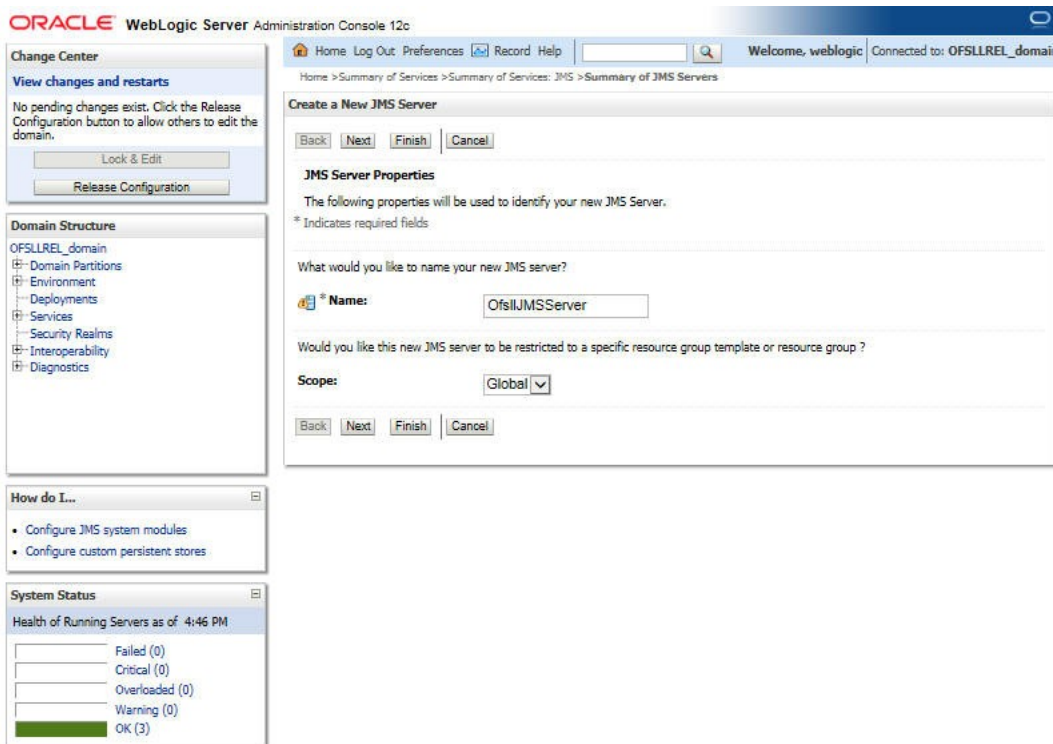 ORACLE WebLogic Server Administration Console 12c
Change Center
View changes and restarts
No pending changes exist. Click the Release
Configuration button to allow others to edit the
domain.
Lock & Edit
Release Configuration
Domain Structure
OFSLLREL_domain
Domain Partitions
Environment
Deployments
Services
Security Realms
Interoperability
Diagnostics
How do I...
Configure JMS system modules
Configure custom persistent stores
System Status
Health of Running Servers as of 4:46 PM
Failed (0)
Critical (0)
Overloaded (0)
Warning (0)
OK (3)
Home Log Out Preferences Record Help
Welcome, weblogic Connected to: OFSLLREL_domain
Home >Summary of Services >Summary of Services: JMS >Summary of JMS Servers
Create a New JMS Server
Back Next Finish Cancel
JMS Server Properties
The following properties will be used to identify your new JMS Server.
* Indicates required fields
What would you like to name your new JMS server?
* Name: OfsllJMSServer
Would you like this new JMS server to be restricted to a specific resource group template or resource group ?
Scope: Global
Back Next Finish Cancel